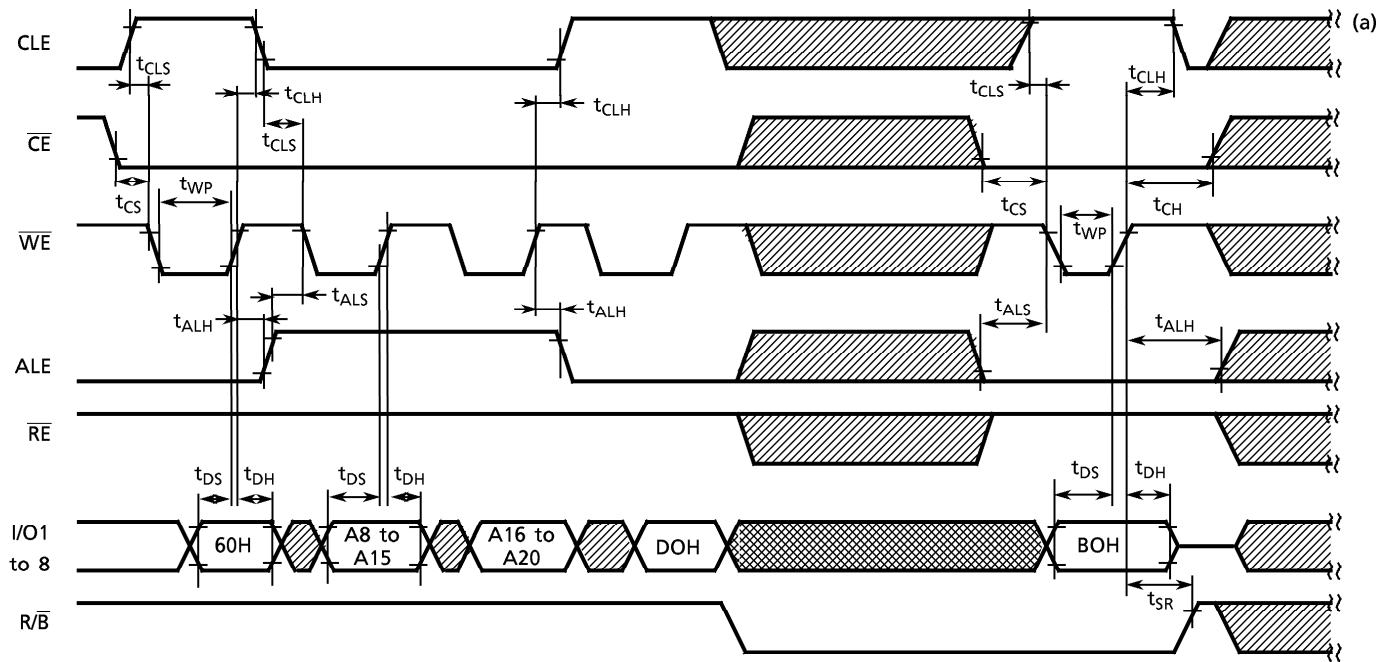 (a)
CLE
tCLS
tCLH
tCLS
tCLH
tCLS
tCLH
CE
tCS
tWP
tCS
tCH
WE
tWP
tALH
tALS
tALH
tALS
tALH
ALE
RE
tDS
tDH
tDS
tDH
tDS
tDH
I/O1
to 8
60H
A8 to
A15
A16 to
A20
DOH
BOH
tSR
R/B